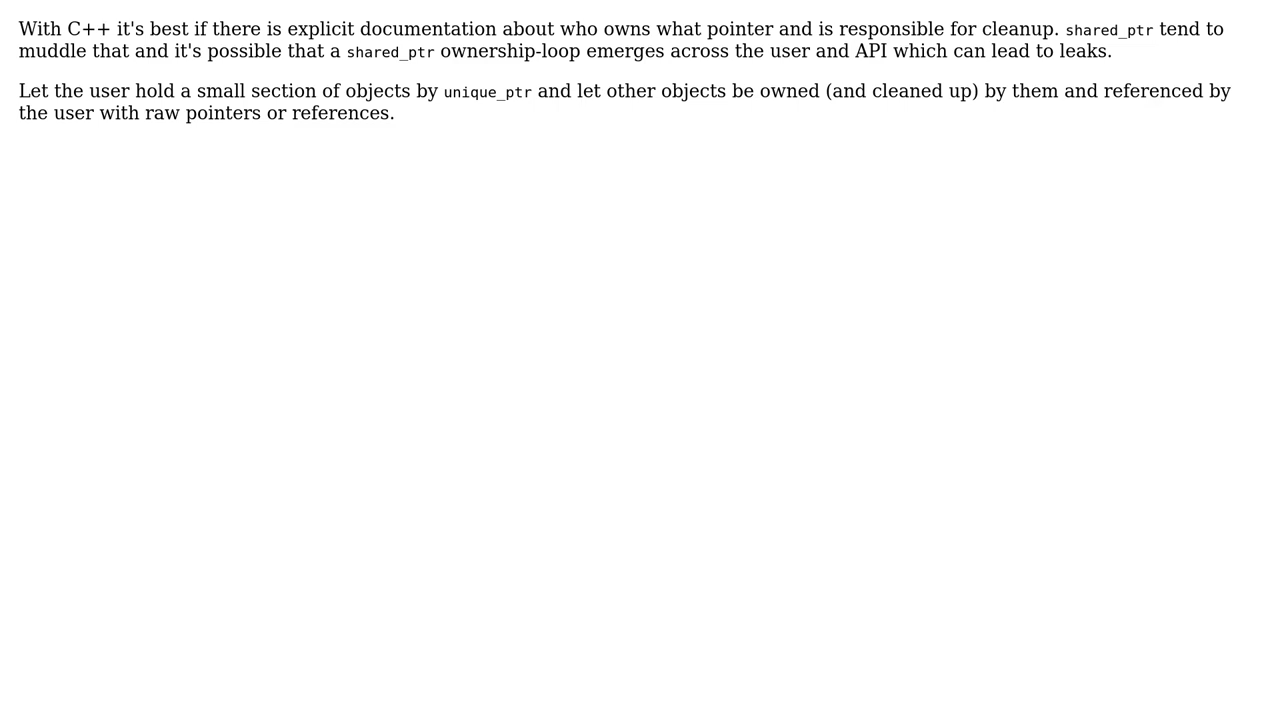 With C++ it's best if there is explicit documentation about who owns what pointer and is responsible for cleanup. shared_ptr tend to
muddle that and it's possible that a shared_ptr ownership-loop emerges across the user and API which can lead to leaks.
Let the user hold a small section of objects by unique_ptr and let other objects be owned (and cleaned up) by them and referenced by
the user with raw pointers or references.